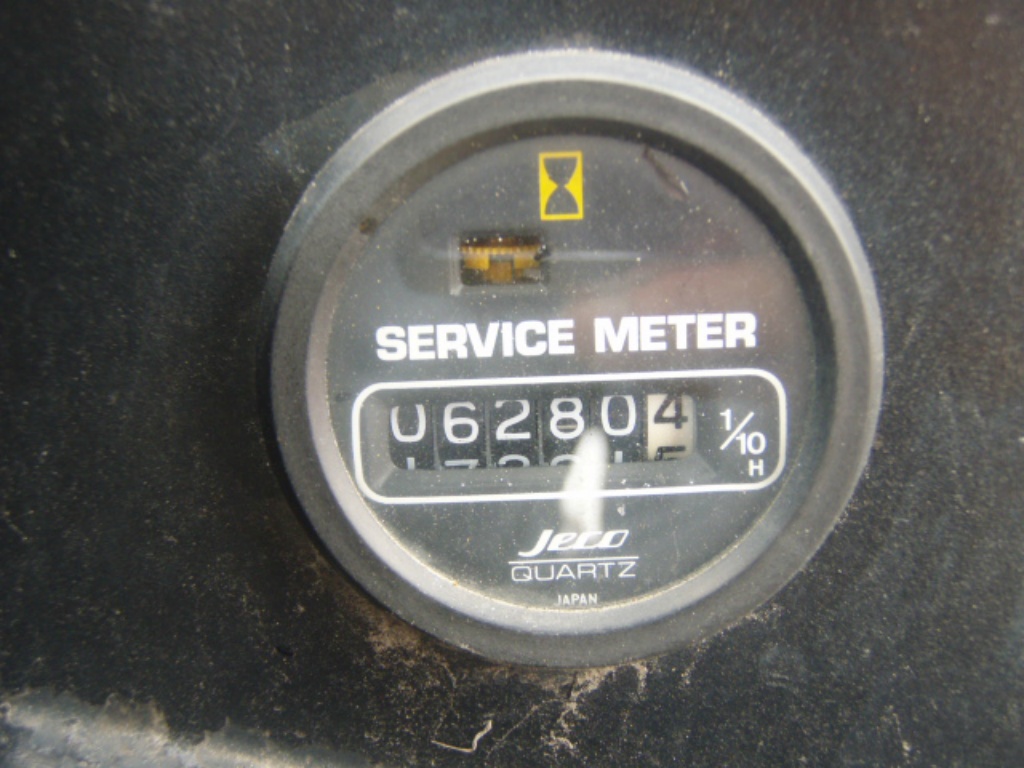 SERVICE METER
062804 1/10 H
Jeco
QUARTZ
JAPAN